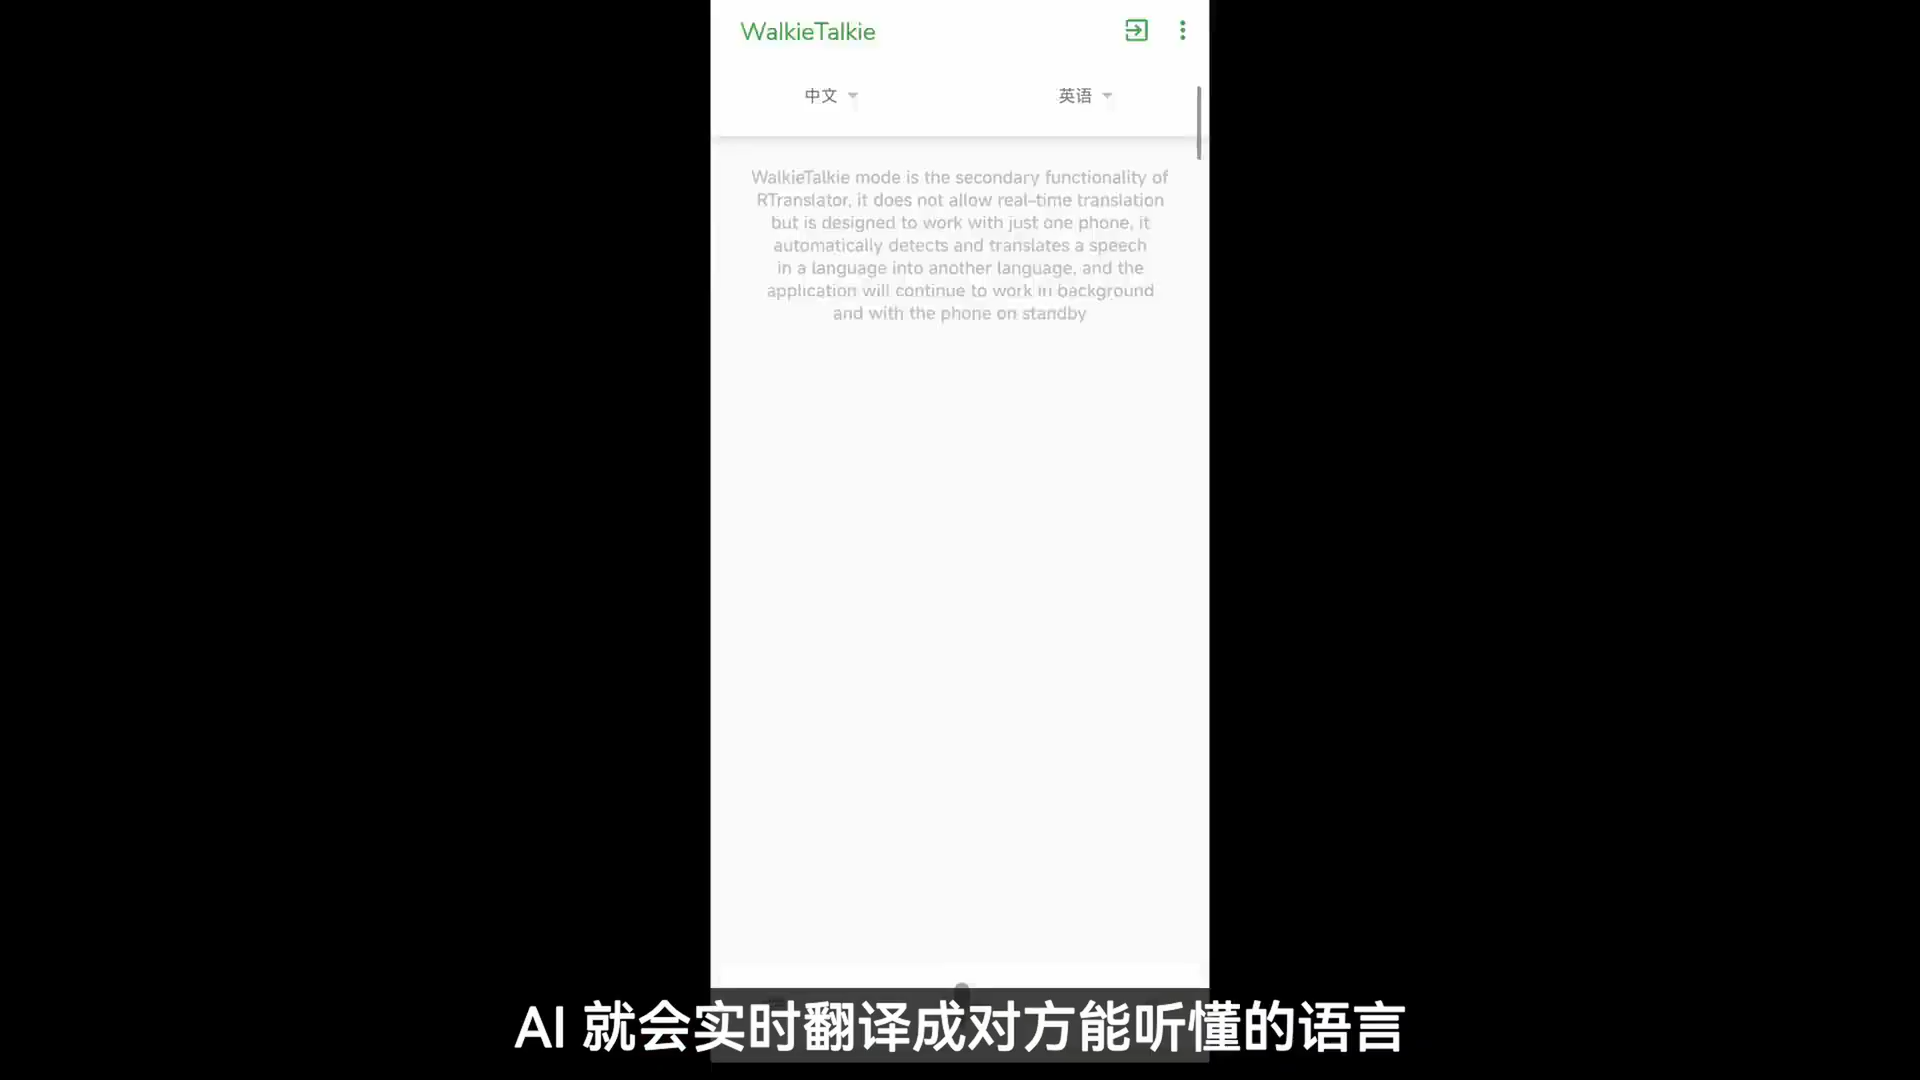 WalkieTalkie
中文
英语
WalkieTalkie mode is the secondary functionality of
RTranslator, it does not allow real-time translation
but is designed to work with just one phone, it
automatically detects and translates a speech
in a language into another language, and the
application will continue to work in background
and with the phone on standby
AI 就会实时翻译成对方能听懂的语言